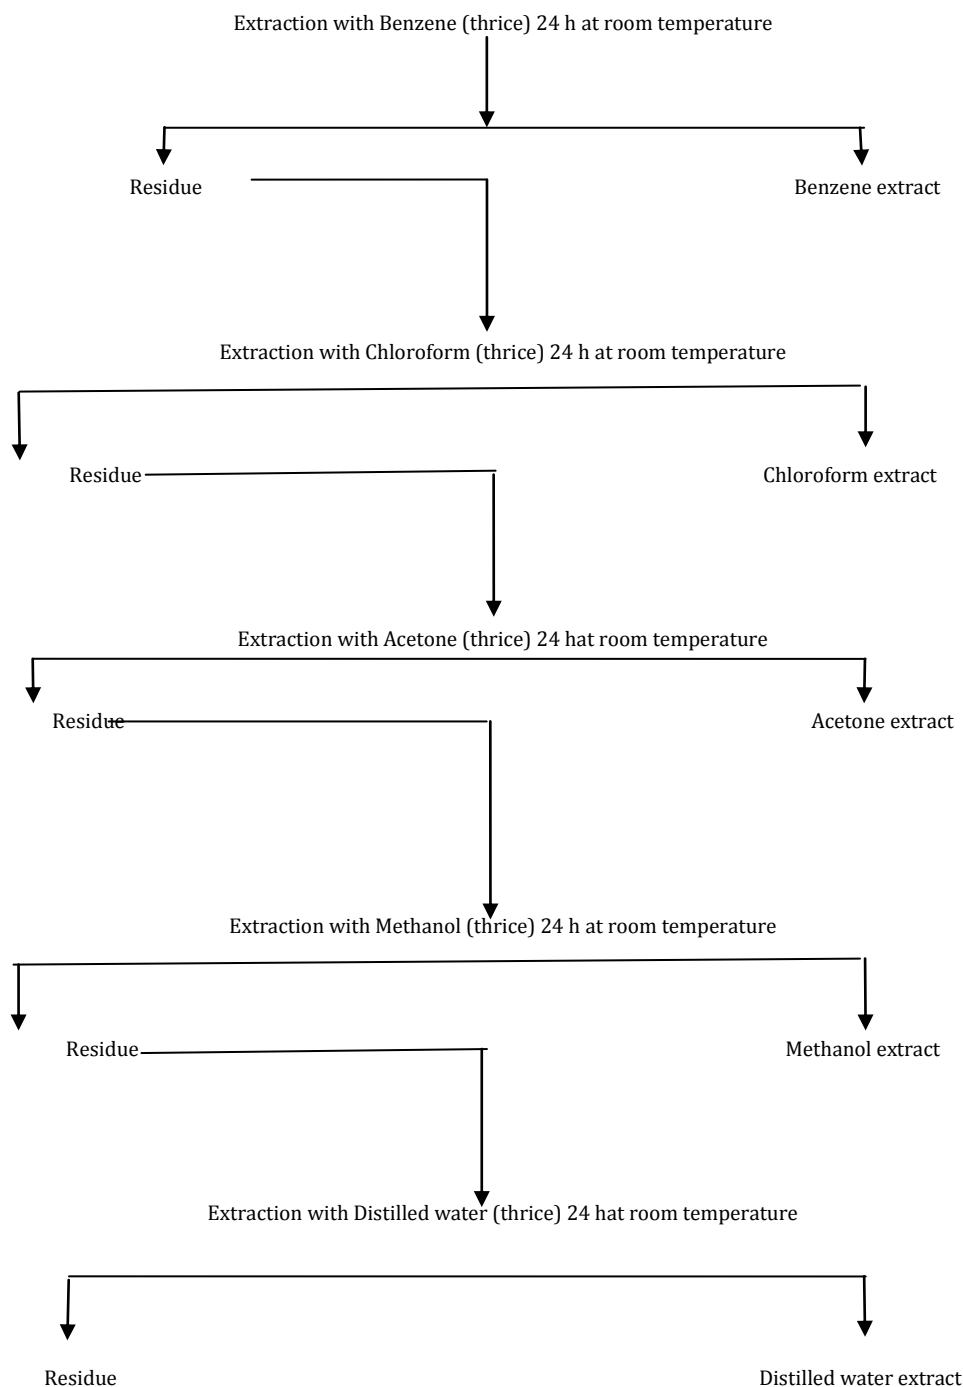 Extraction with Benzene (thrice) 24 h at room temperature
Residue
Benzene extract
Extraction with Chloroform (thrice) 24 h at room temperature
Residue
Chloroform extract
Extraction with Acetone (thrice) 24 hat room temperature
Residue
Acetone extract
Extraction with Methanol (thrice) 24 h at room temperature
Residue
Methanol extract
Extraction with Distilled water (thrice) 24 hat room temperature
Residue
Distilled water extract